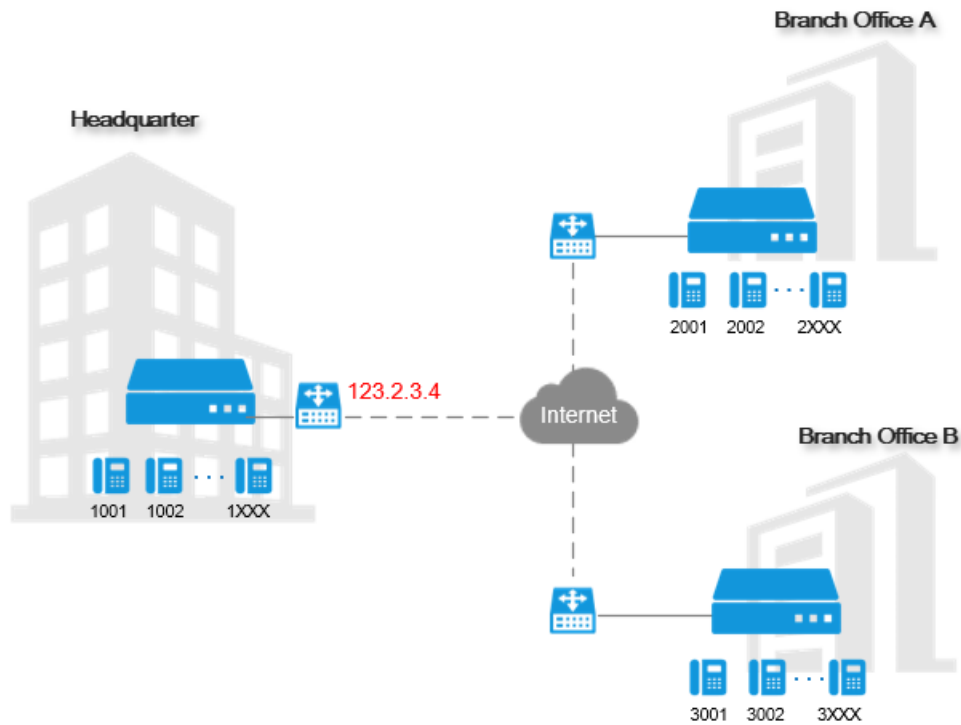 Branch Office A
Headquarter
2001 2002 2XXX
123.2.3.4
Internet
Branch Office B
1001 1002 1XXX
3001 3002 3XXX